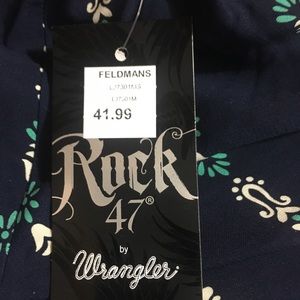 FELDMANS
41.99
Rock
47®
by
Wrangler